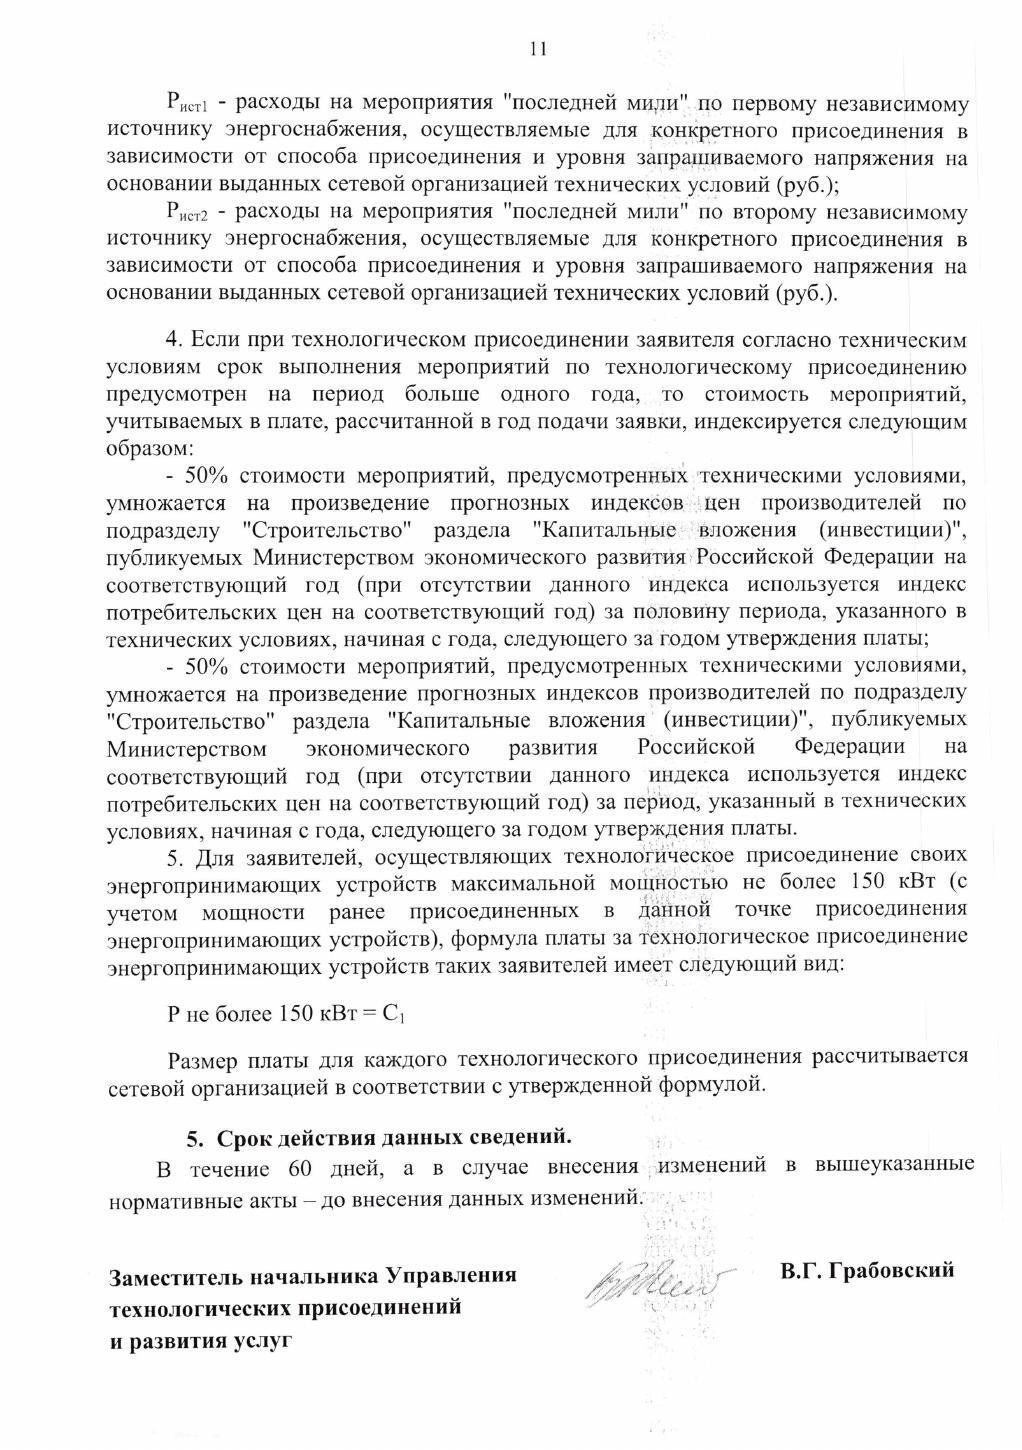 11
Рист1 - расходы на мероприятия "последней мили" по первому независимому
источнику энергоснабжения, осуществляемые для конкретного присоединения в
зависимости от способа присоединения и уровня запрашиваемого напряжения на
основании выданных сетевой организацией технических условий (руб.);
Рист2 - расходы на мероприятия "последней мили" по второму независимому
источнику энергоснабжения, осуществляемые для конкретного присоединения в
зависимости от способа присоединения и уровня запрашиваемого напряжения на
основании выданных сетевой организацией технических условий (руб.).
4. Если при технологическом присоединении заявителя согласно техническим
условиям срок выполнения мероприятий по технологическому присоединению
предусмотрен на период больше одного года, то стоимость мероприятий,
учитываемых в плате, рассчитанной в год подачи заявки, индексируется следующим
образом:
- 50% стоимости мероприятий, предусмотренных техническими условиями,
умножается на произведение прогнозных индексов цен производителей по
подразделу "Строительство" раздела "Капитальные вложения (инвестиции)",
публикуемых Министерством экономического развития Российской Федерации на
соответствующий год (при отсутствии данного индекса используется индекс
потребительских цен на соответствующий год) за половину периода, указанного в
технических условиях, начиная с года, следующего за годом утверждения платы;
- 50% стоимости мероприятий, предусмотренных техническими условиями,
умножается на произведение прогнозных индексов производителей по подразделу
"Строительство" раздела "Капитальные вложения (инвестиции)", публикуемых
Министерством экономического развития Российской Федерации на
соответствующий год (при отсутствии данного индекса используется индекс
потребительских цен на соответствующий год) за период, указанный в технических
условиях, начиная с года, следующего за годом утверждения платы.
5. Для заявителей, осуществляющих технологическое присоединение своих
энергопринимающих устройств максимальной мощностью не более 150 кВт (с
учетом мощности ранее присоединенных в данной точке присоединения
энергопринимающих устройств), формула платы за технологическое присоединение
энергопринимающих устройств таких заявителей имеет следующий вид:
Р не более 150 кВт = С1
Размер платы для каждого технологического присоединения рассчитывается
сетевой организацией в соответствии с утвержденной формулой.
5. Срок действия данных сведений.
В течение 60 дней, а в случае внесения изменений в вышеуказанные
нормативные акты – до внесения данных изменений.
Заместитель начальника Управления
технологических присоединений
и развития услуг
В.Г. Грабовский